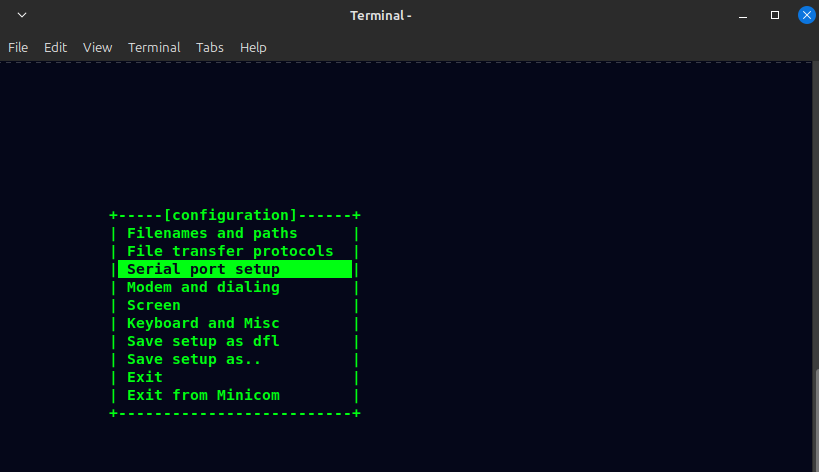 Terminal -
File Edit View Terminal Tabs Help
+-----[configuration]------+
| Filenames and paths      |
| File transfer protocols  |
| Serial port setup        |
| Modem and dialing        |
| Screen                   |
| Keyboard and Misc        |
| Save setup as dfl        |
| Save setup as..          |
| Exit                     |
| Exit from Minicom        |
+--------------------------+